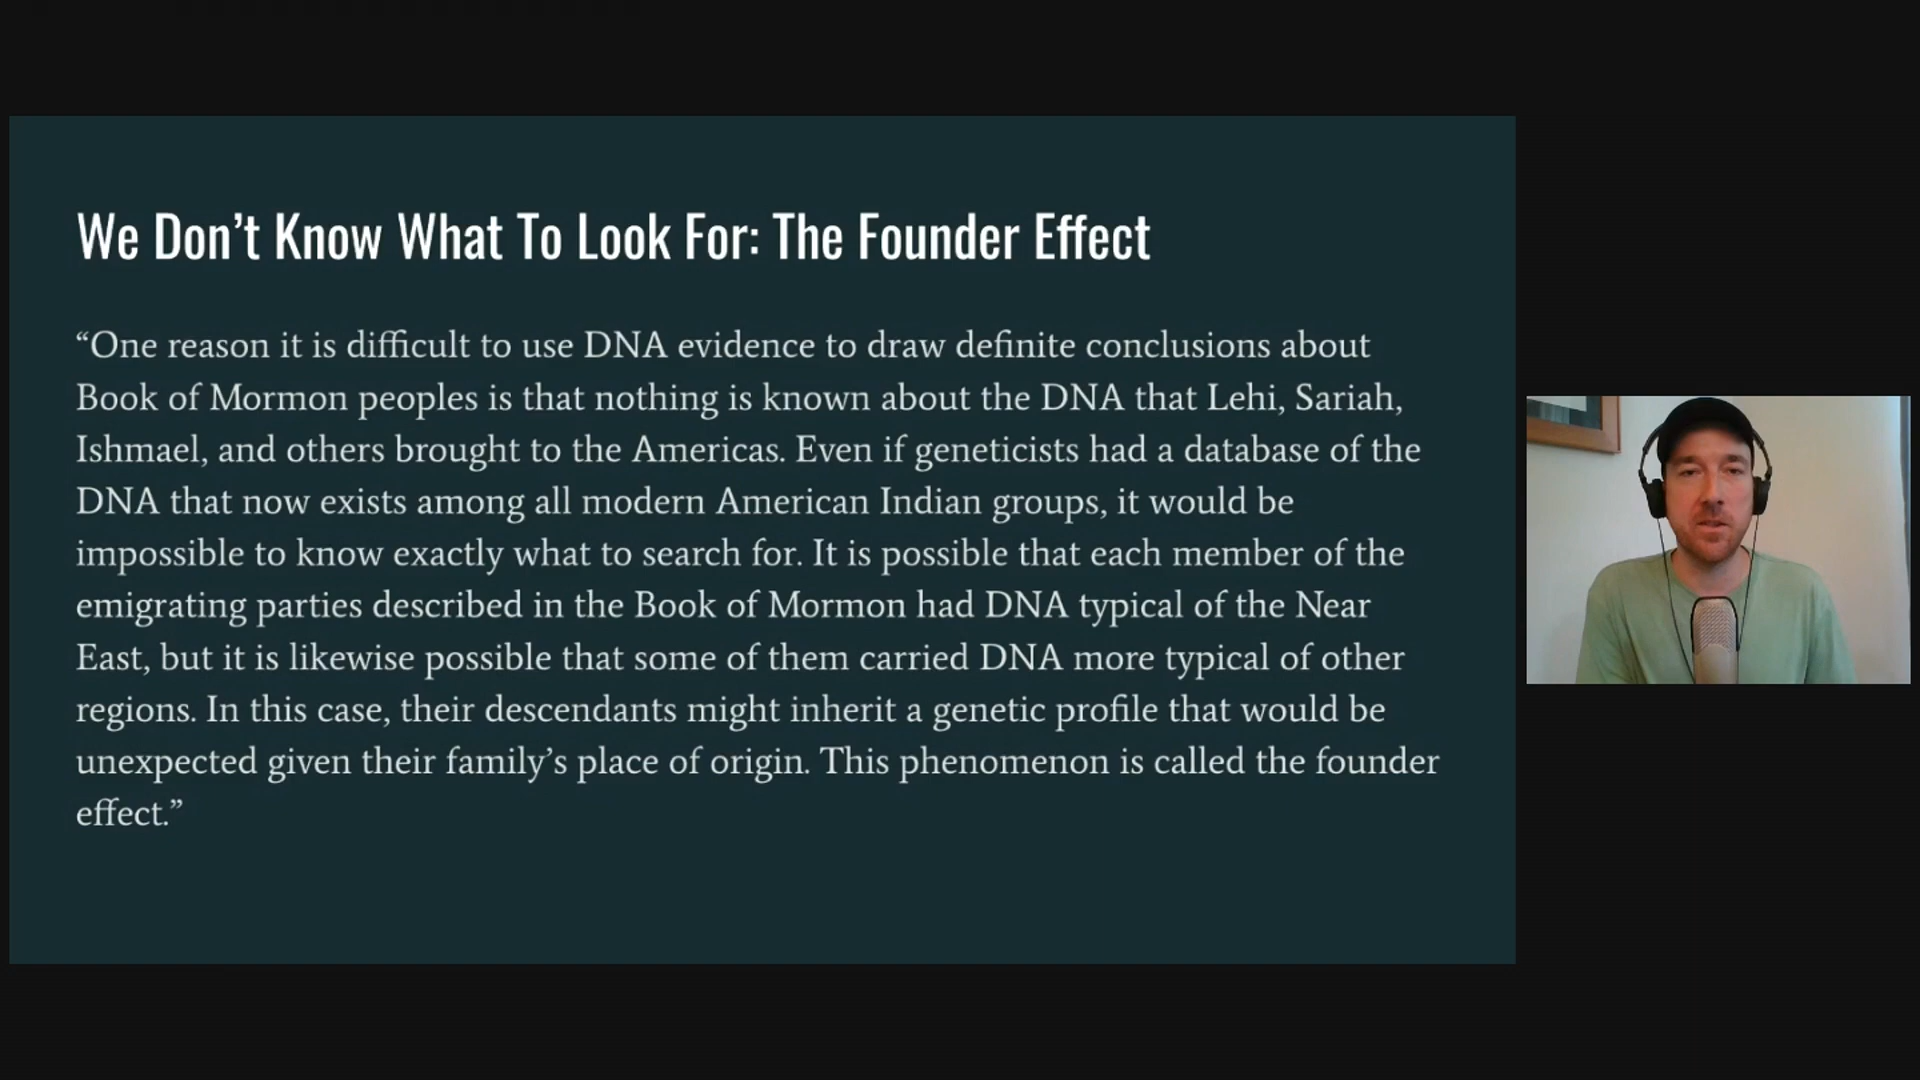 We Don’t Know What To Look For: The Founder Effect
“One reason it is difficult to use DNA evidence to draw definite conclusions about
Book of Mormon peoples is that nothing is known about the DNA that Lehi, Sariah,
Ishmael, and others brought to the Americas. Even if geneticists had a database of the
DNA that now exists among all modern American Indian groups, it would be
impossible to know exactly what to search for. It is possible that each member of the
emigrating parties described in the Book of Mormon had DNA typical of the Near
East, but it is likewise possible that some of them carried DNA more typical of other
regions. In this case, their descendants might inherit a genetic profile that would be
unexpected given their family’s place of origin. This phenomenon is called the founder
effect.”